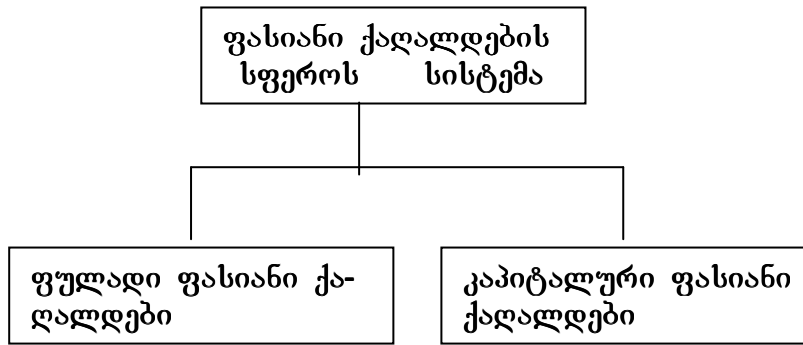 ფასიანი ქაღალდების
სფეროს სისტემა
ფულადი ფასიანი ქა-
ღალდები
კაპიტალური ფასიანი
ქაღალდები